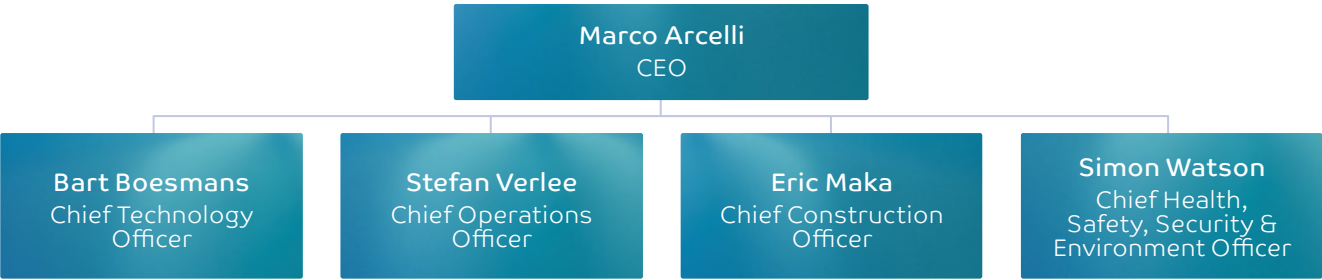 Marco Arcelli
CEO
Bart Boesmans
Chief Technology
Officer
Stefan Verlee
Chief Operations
Officer
Eric Maka
Chief Construction
Officer
Simon Watson
Chief Health,
Safety, Security &
Environment Officer